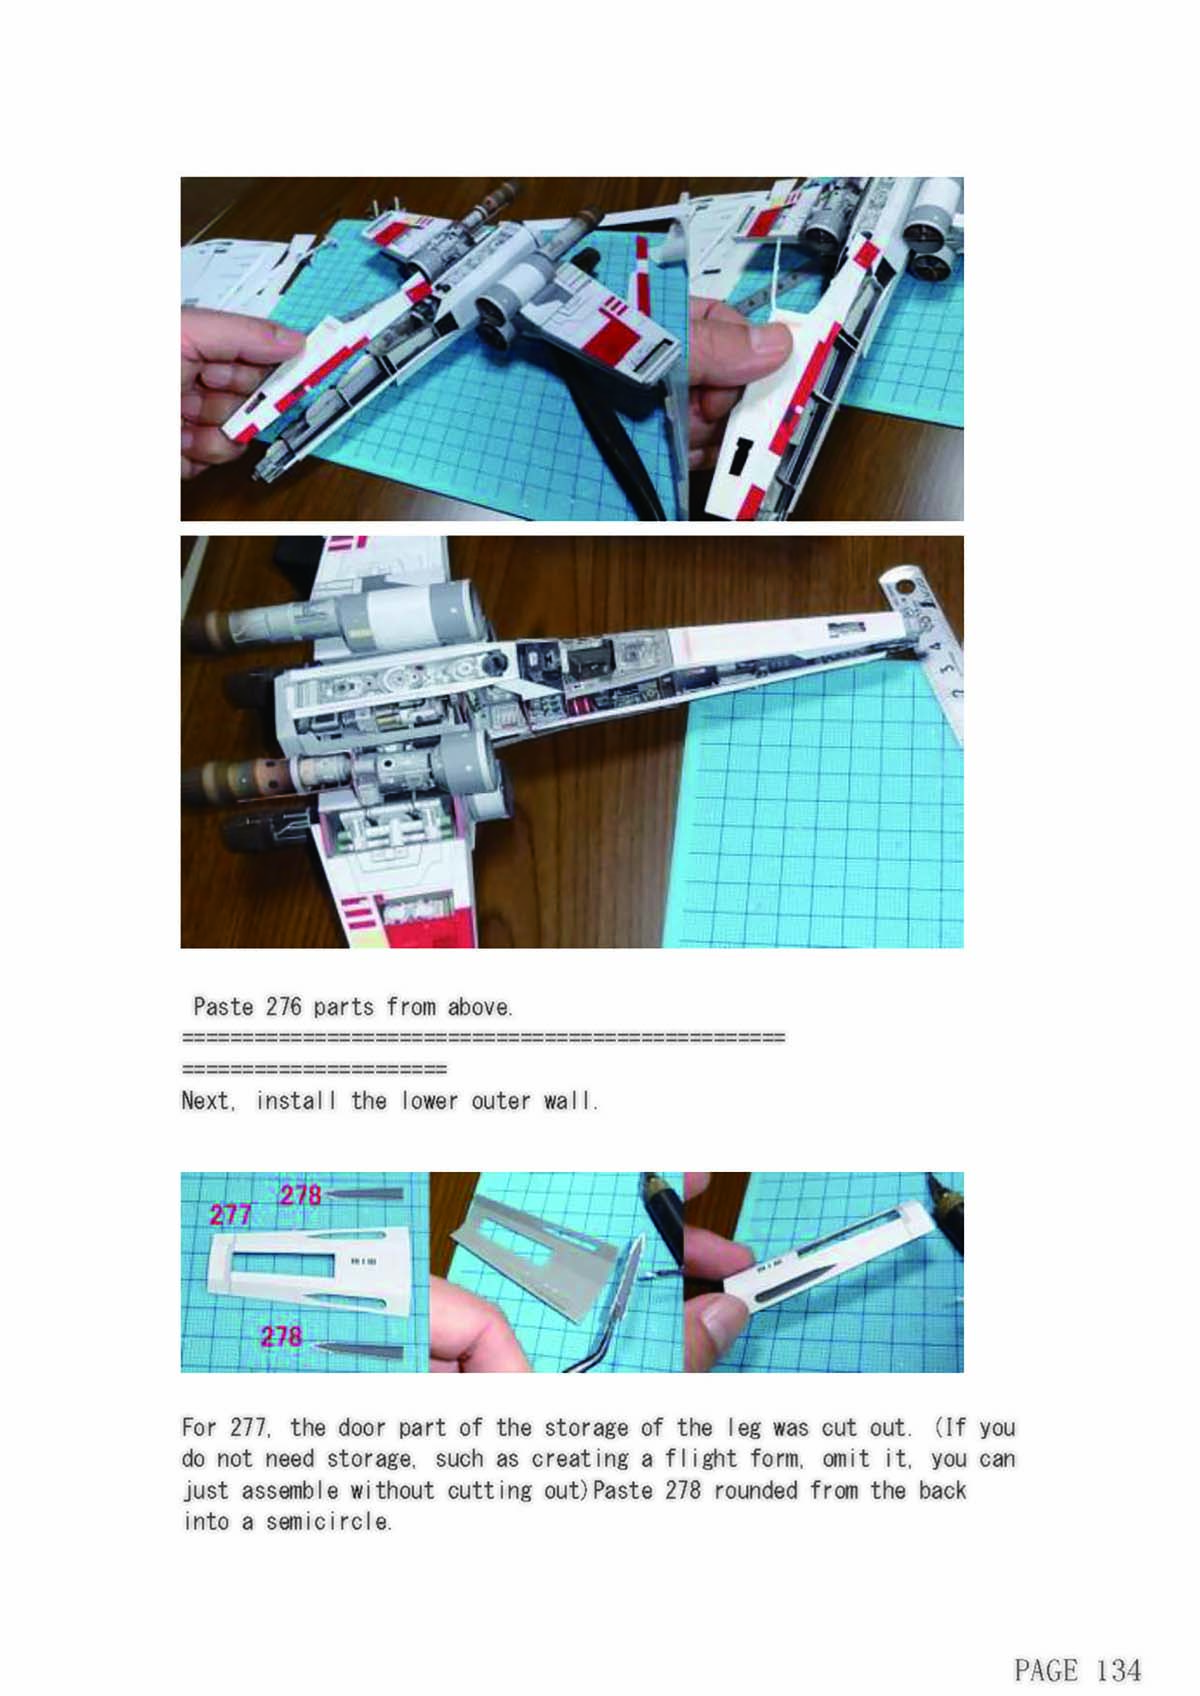 Paste 276 parts from above.
==================================================
======================
Next, install the lower outer wall.
278
277
278
For 277, the door part of the storage of the leg was cut out. (If you
do not need storage, such as creating a flight form, omit it, you can
just assemble without cutting out)Paste 278 rounded from the back
into a semicircle.
PAGE 134